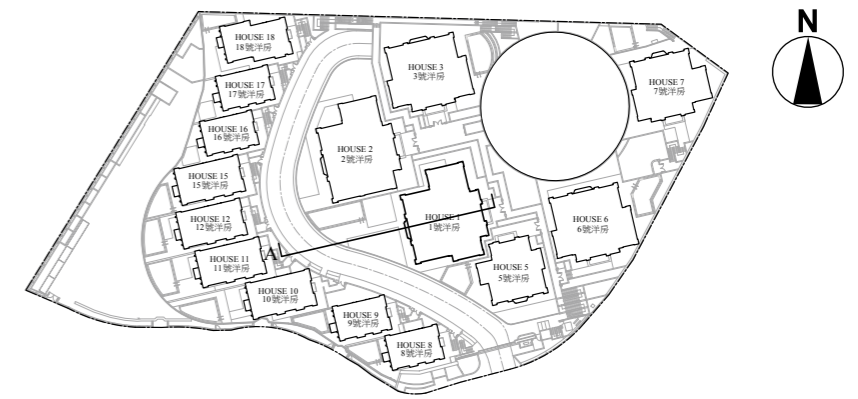 N
HOUSE 18
18號洋房
HOUSE 17
17號洋房
HOUSE 16
16號洋房
HOUSE 15
15號洋房
HOUSE 12
12號洋房
HOUSE 11
11號洋房
HOUSE 10
10號洋房
HOUSE 9
9號洋房
HOUSE 8
8號洋房
HOUSE 3
3號洋房
HOUSE 2
2號洋房
HOUSE 1
1號洋房
HOUSE 5
5號洋房
HOUSE 6
6號洋房
HOUSE 7
7號洋房
A